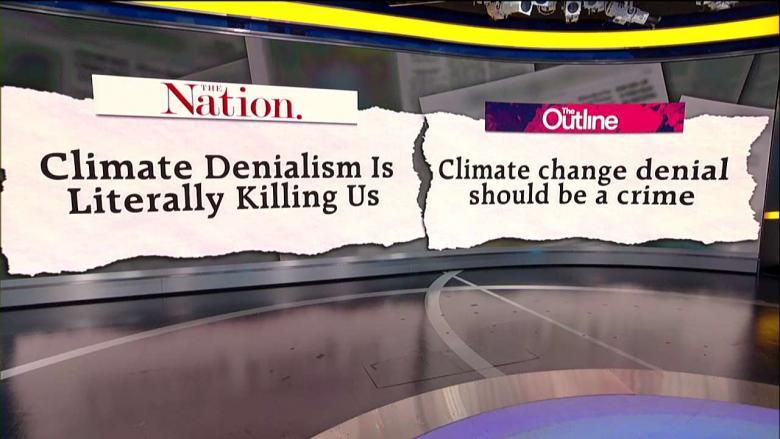 THE
Nation.
Climate Denialism Is
Literally Killing Us
The
Outline
Climate change denial
should be a crime